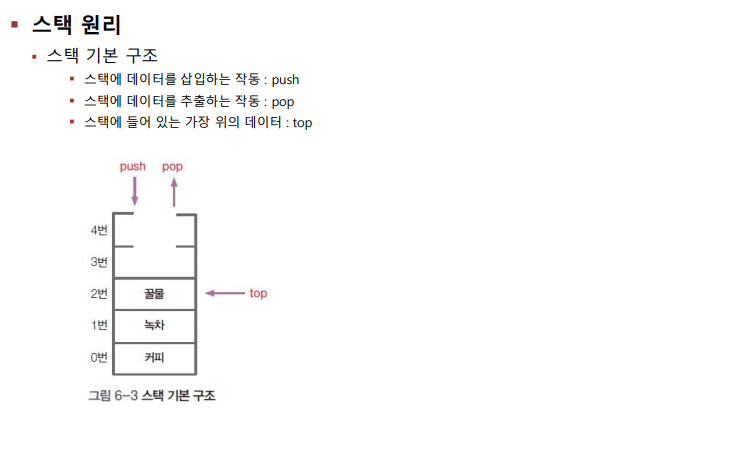 스택 원리
스택 기본 구조
스택에 데이터를 삽입하는 작동 : push
스택에 데이터를 추출하는 작동 : pop
스택에 들어 있는 가장 위의 데이터 : top
push pop
4번
3번
2번 꿀물 top
1번 녹차
0번 커피
그림 6-3 스택 기본 구조